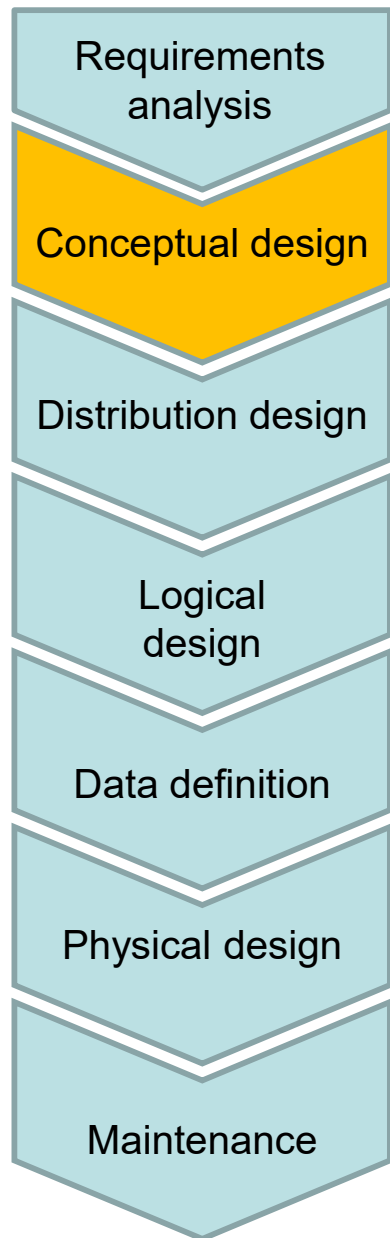 Requirements
analysis
Conceptual design
Distribution design
Logical
design
Data definition
Physical design
Maintenance